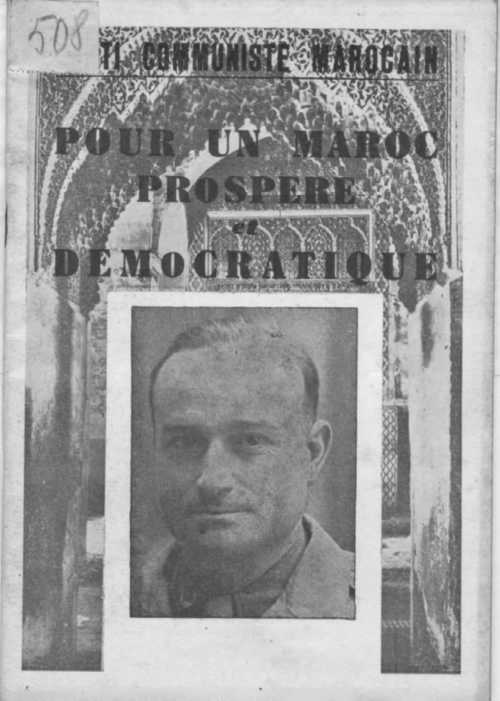 508
TI COMMUNISTE MAROCAIN
POUR UN MAROC
PROSPERE
et
DEMOCRATIQUE